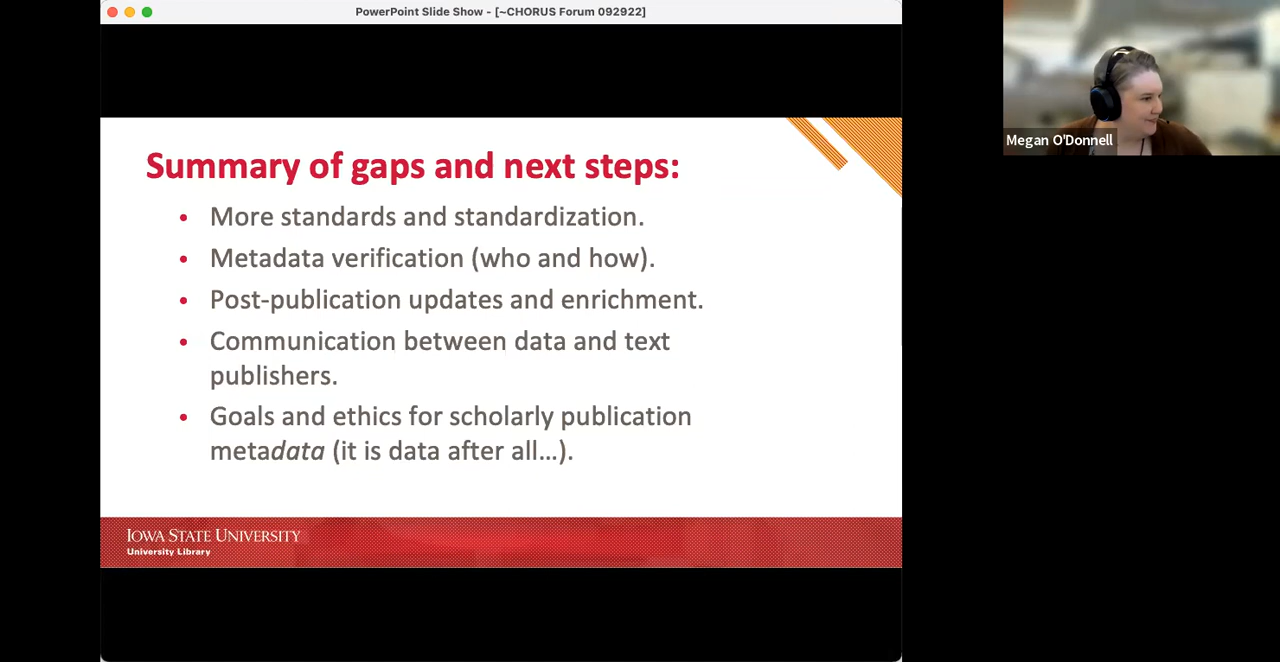 PowerPoint Slide Show - [~CHORUS Forum 092922]
Megan O'Donnell
Summary of gaps and next steps:
• More standards and standardization.
• Metadata verification (who and how).
• Post-publication updates and enrichment.
• Communication between data and text
publishers.
• Goals and ethics for scholarly publication
metadata (it is data after all…).
IOWA STATE UNIVERSITY
University Library